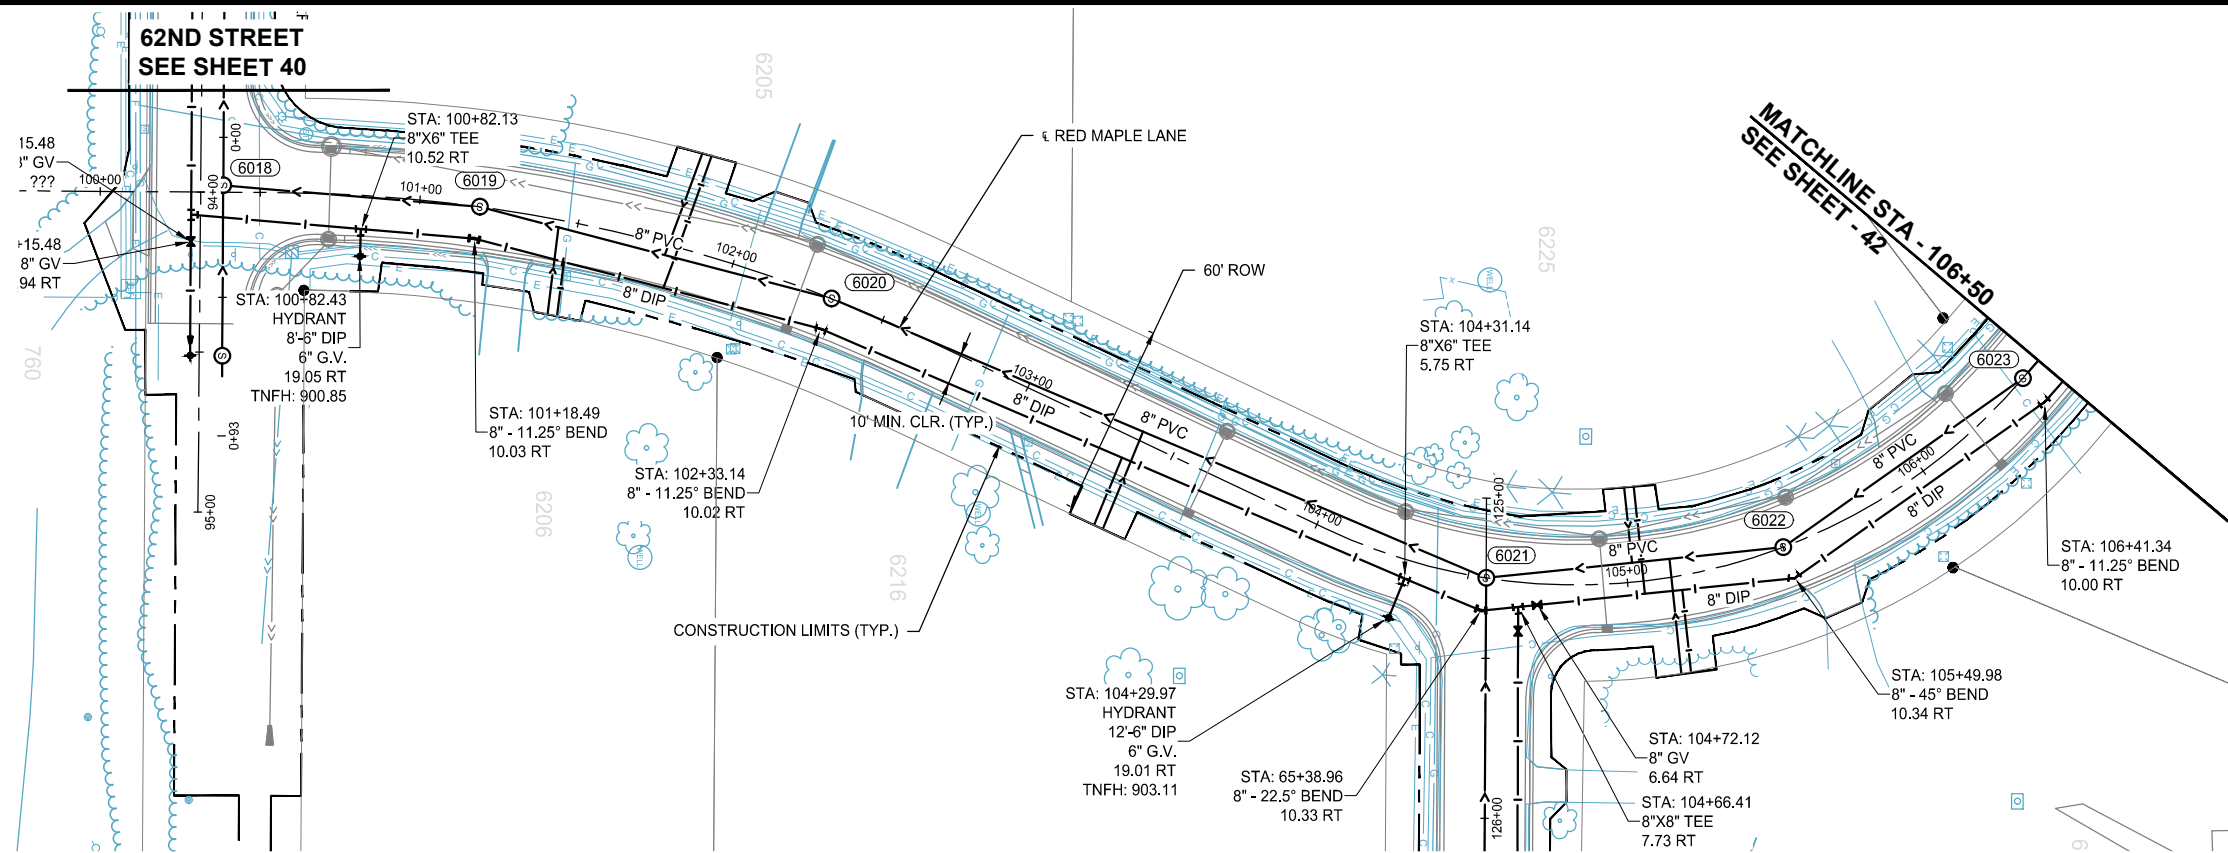 62ND STREET
SEE SHEET 40
15.48
8" GV
???
+15.48
8" GV
94 RT
100+00
94+00
0+00
6018
STA: 100+82.13
8"X6" TEE
10.52 RT
101+00
6019
6205
℄ RED MAPLE LANE
MATCHLINE STA - 106+50
SEE SHEET - 42
8" PVC
102+00
6020
8" DIP
60' ROW
6225
WELL
STA: 100+82.43
HYDRANT
8'-6" DIP
6" G.V.
19.05 RT
TNFH: 900.85
760
0+93
95+00
STA: 101+18.49
8" - 11.25° BEND
10.03 RT
STA: 102+33.14
8" - 11.25° BEND
10.02 RT
103+00
8" DIP
10' MIN. CLR. (TYP.)
8" PVC
STA: 104+31.14
8"X6" TEE
5.75 RT
6023
6206
WELL
WELL
6216
104+00
125+00
6021
6022
8" PVC
105+00
8" DIP
8" PVC
106+00
8" DIP
STA: 106+41.34
8" - 11.25° BEND
10.00 RT
CONSTRUCTION LIMITS (TYP.)
STA: 104+29.97
HYDRANT
12'-6" DIP
6" G.V.
19.01 RT
TNFH: 903.11
STA: 65+38.96
8" - 22.5° BEND
10.33 RT
126+00
STA: 105+49.98
8" - 45° BEND
10.34 RT
STA: 104+72.12
8" GV
6.64 RT
STA: 104+66.41
8"X8" TEE
7.73 RT